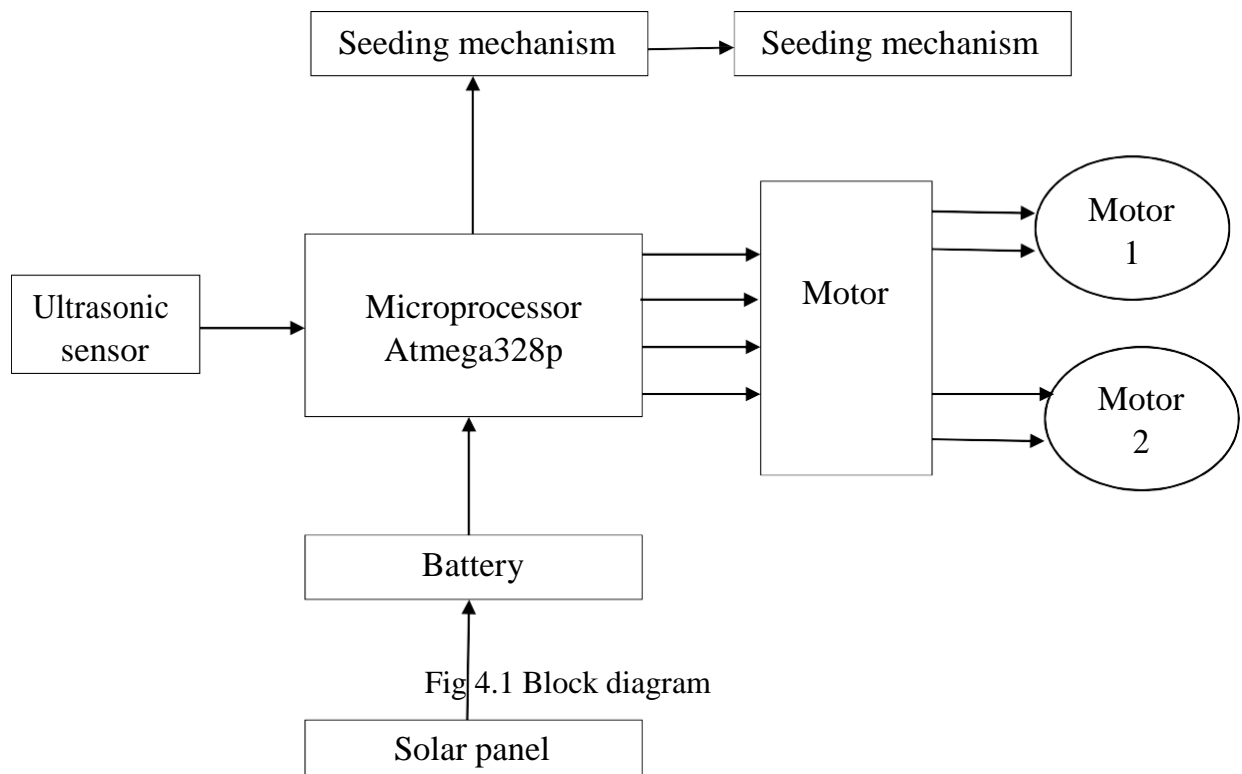 Seeding mechanism
Seeding mechanism
Motor
1
Ultrasonic
sensor
Microprocessor
Atmega328p
Motor
Motor
2
Battery
Fig 4.1 Block diagram
Solar panel